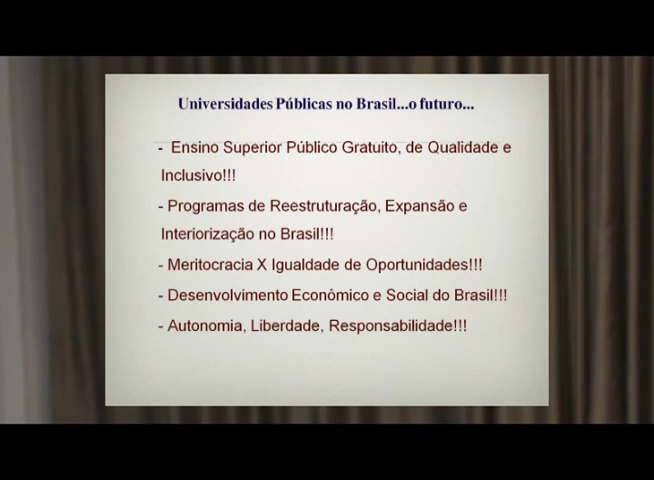 Universidades Públicas no Brasil...o futuro...
- Ensino Superior Público Gratuito, de Qualidade e
Inclusivo!!!
- Programas de Reestruturação, Expansão e
Interiorização no Brasil!!!
- Meritocracia X Igualdade de Oportunidades!!!
- Desenvolvimento Econômico e Social do Brasil!!!
- Autonomia, Liberdade, Responsabilidade!!!